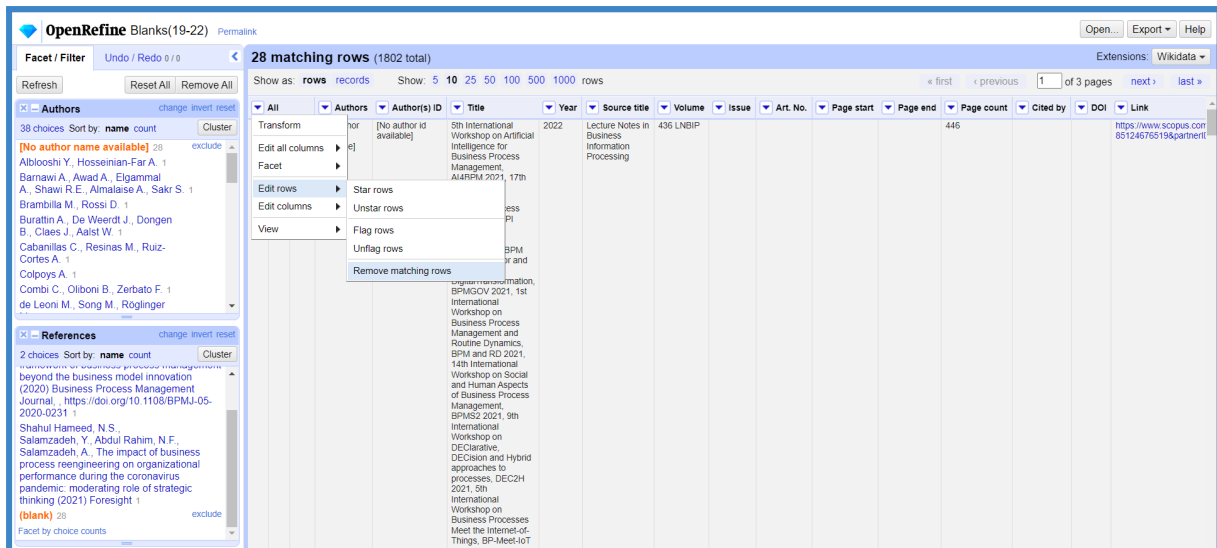 OpenRefine Blanks(19-22) Permalink
Open... Export Help
Facet / Filter Undo / Redo 0 / 0
28 matching rows (1802 total)
Extensions: Wikidata
Refresh Reset All Remove All
Show as: rows records Show: 5 10 25 50 100 500 1000 rows
« first ‹ previous 1 of 3 pages next › last »
Authors change invert reset
38 choices Sort by: name count Cluster
[No author name available] 28 exclude
Alblooshi Y., Hosseinian-Far A. 1
Barnawi A., Awad A., Elgammal
A., Shawi R.E., Almalaise A., Sakr S. 1
Brambilla M., Rossi D. 1
Burattin A., De Weerdt J., Dongen
B., Claes J., Aalst W. 1
Cabanillas C., Resinas M., Ruiz-
Cortes A. 1
Colpoys A. 1
Combi C., Oliboni B., Zerbato F. 1
de Leoni M., Song M., Röglinger
References change invert reset
2 choices Sort by: name count Cluster
framework of business process management
beyond the business model innovation
(2020) Business Process Management
Journal, , https://doi.org/10.1108/BPMJ-05-
2020-0231 1
Shahul Hameed, N.S.,
Salamzadeh, Y., Abdul Rahim, N.F.,
Salamzadeh, A., The impact of business
process reengineering on organizational
performance during the coronavirus
pandemic: moderating role of strategic
thinking (2021) Foresight 1
(blank) 28 exclude
Facet by choice counts
All Authors Author(s) ID Title Year Source title Volume Issue Art. No. Page start Page end Page count Cited by DOI Link
Transform
Edit all columns
Facet
Edit rows
Edit columns
View
Star rows
Unstar rows
Flag rows
Unflag rows
Remove matching rows
hor
e]
[No author id
available]
5th International
Workshop on Artificial
Intelligence for
Business Process
Management,
AI4BPM 2021, 17th
ess
PI
BPM
or and
DigitalTransformation,
BPMGOV 2021, 1st
International
Workshop on
Business Process
Management and
Routine Dynamics,
BPM and RD 2021,
14th International
Workshop on Social
and Human Aspects
of Business Process
Management,
BPMS2 2021, 9th
International
Workshop on
DEClarative,
DECision and Hybrid
approaches to
processes, DEC2H
2021, 5th
International
Workshop on
Business Processes
Meet the Internet-of-
Things, BP-Meet-IoT
2022
Lecture Notes in
Business
Information
Processing
436 LNBIP
446
https://www.scopus.com
85124676519&partnerID